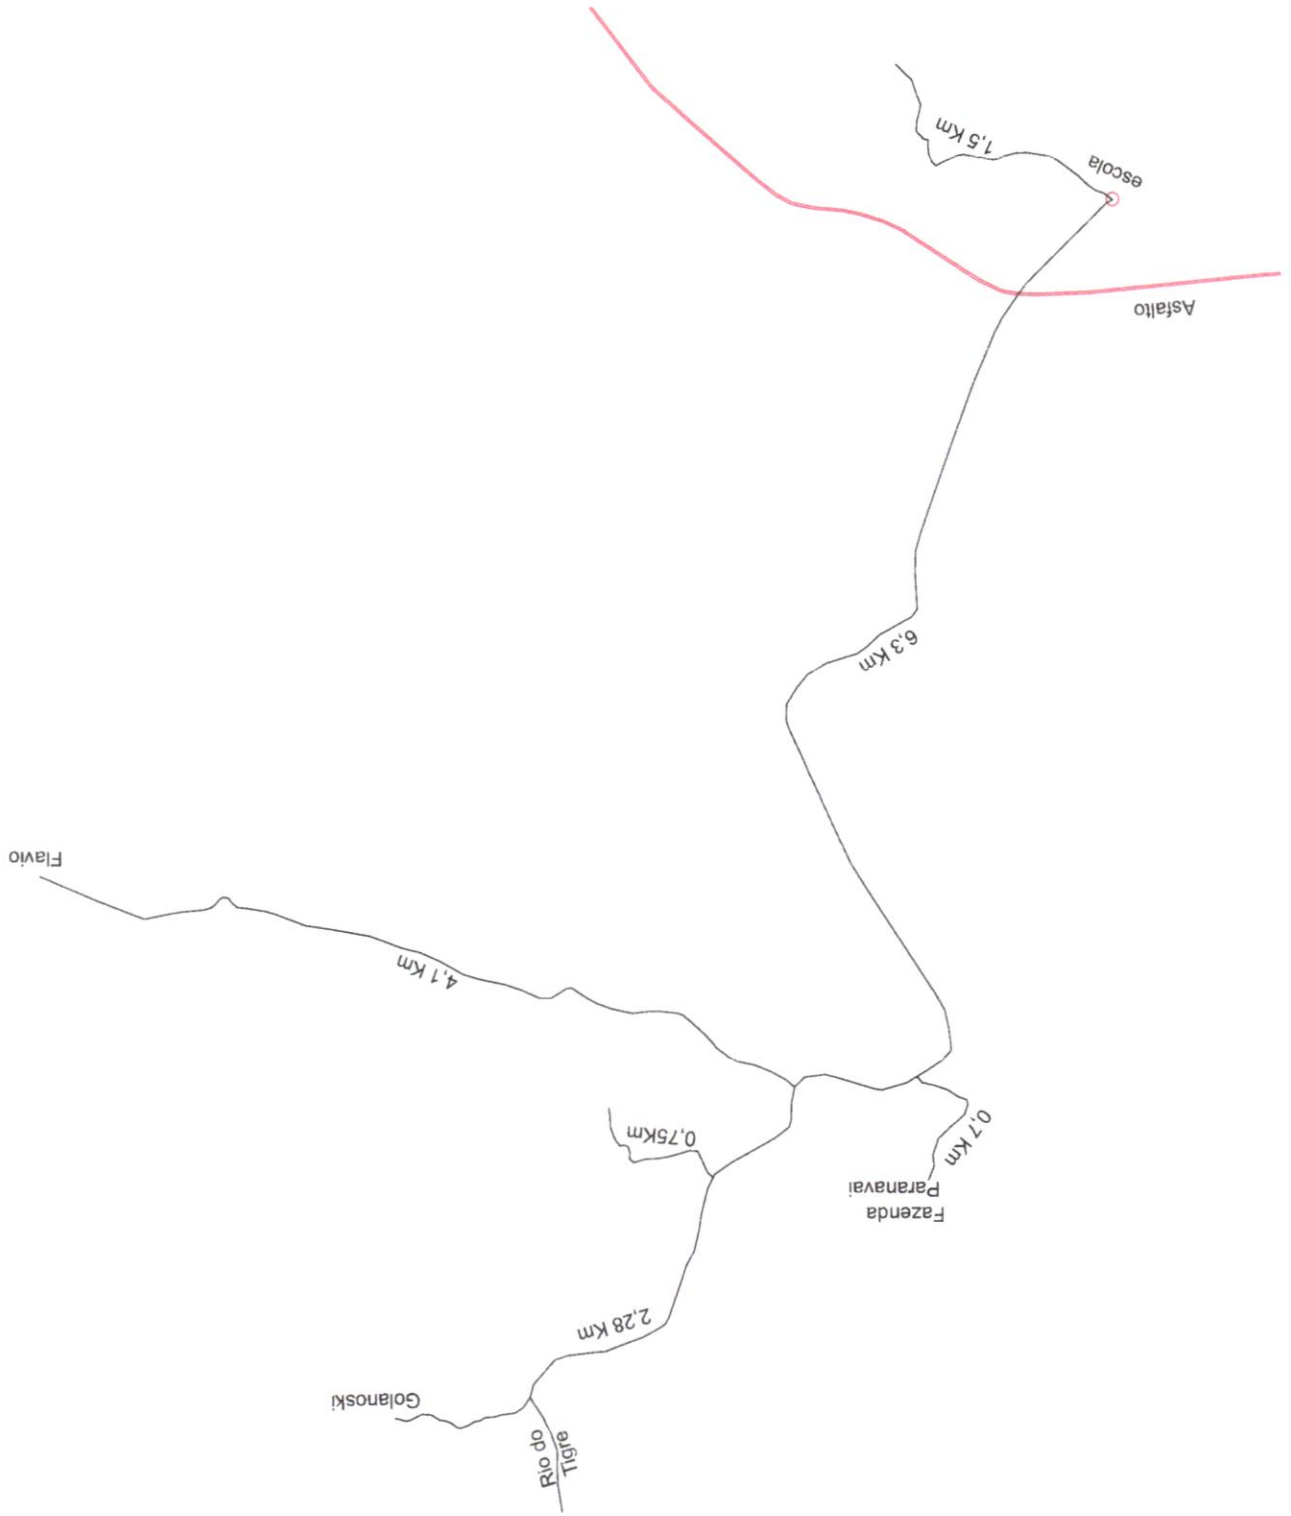 1,5 Km
escola
Asfalto
6,3 Km
Flavio
4,1 Km
0,75Km
0,7 Km
Fazenda
Paranavai
2,28 Km
Golanoski
Rio do
Tigre